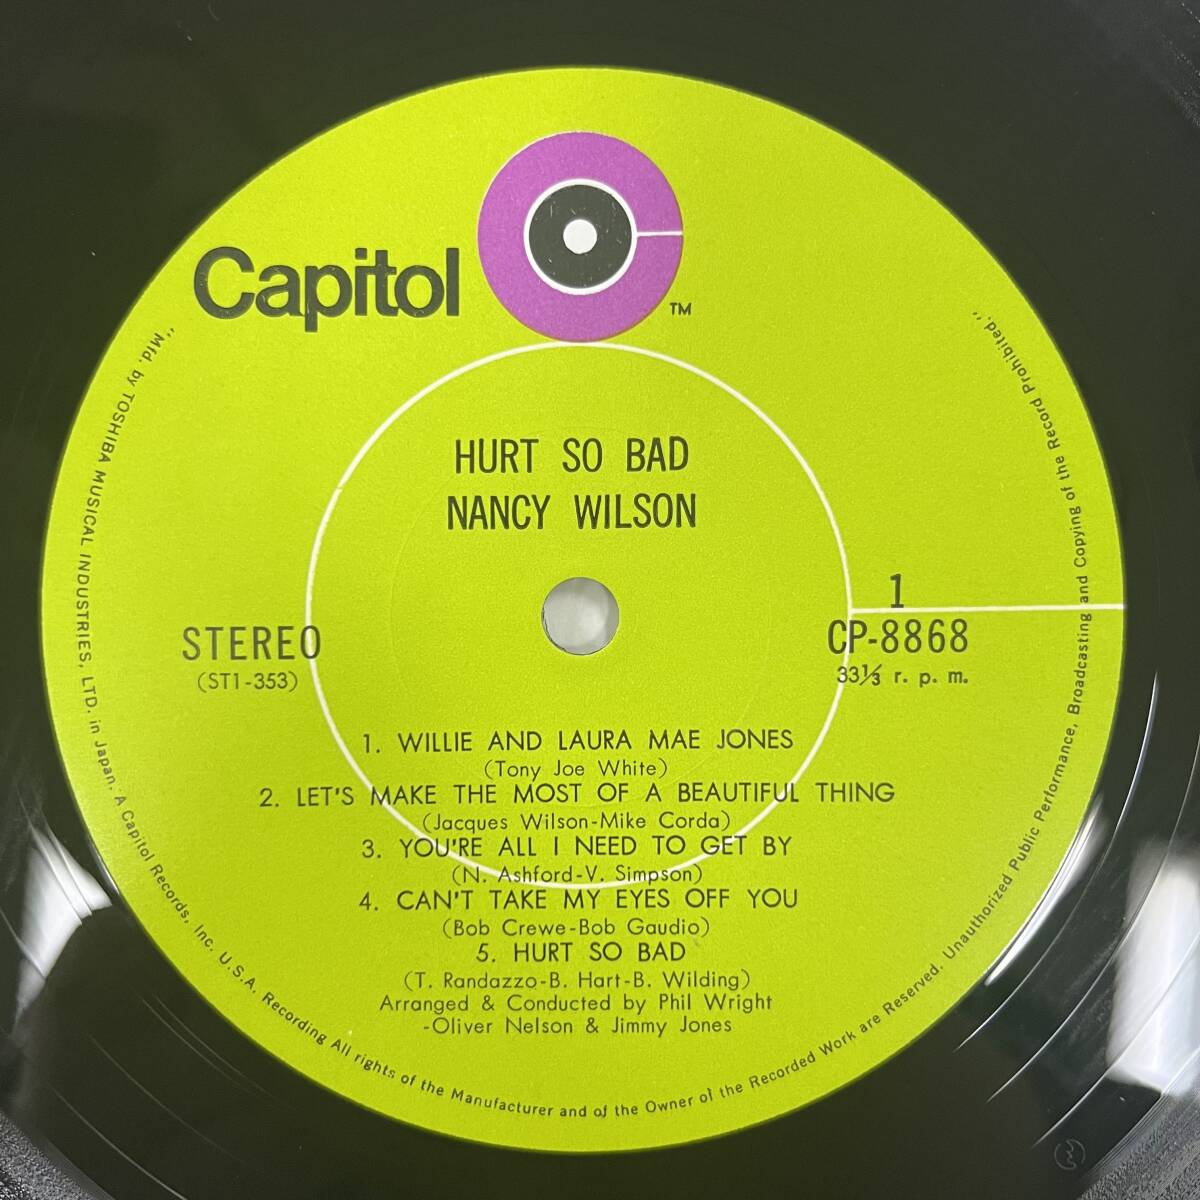 Capitol
TM
HURT SO BAD
NANCY WILSON
STEREO
(ST1-353)
1
CP-8868
33⅓ r. p. m.
1. WILLIE AND LAURA MAE JONES
(Tony Joe White)
2. LET'S MAKE THE MOST OF A BEAUTIFUL THING
(Jacques Wilson-Mike Corda)
3. YOU'RE ALL I NEED TO GET BY
(N. Ashford-V. Simpson)
4. CAN'T TAKE MY EYES OFF YOU
(Bob Crewe-Bob Gaudio)
5. HURT SO BAD
(T. Randazzo-B. Hart-B. Wilding)
Arranged & Conducted by Phil Wright
-Oliver Nelson & Jimmy Jones
"Mfd. by TOSHIBA MUSICAL INDUSTRIES, LTD. in Japan. A Capitol Records, Inc. U.S.A. Recording All rights of the Manufacturer and of the Owner of the Recorded Work are Reserved. Unauthorized Public Performance, Broadcasting and Copying of the Record Prohibited."